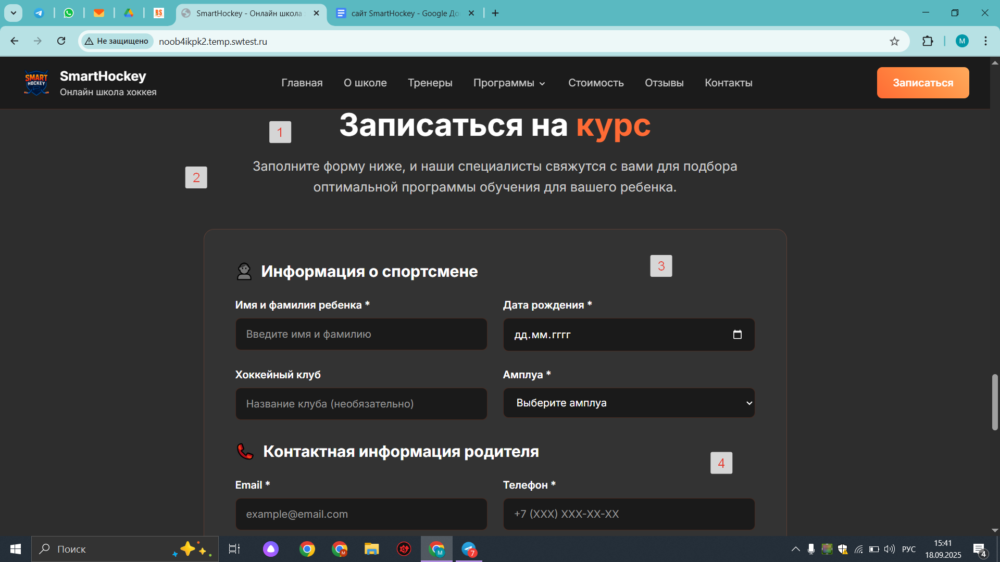 SmartHockey - Онлайн школа
сайт SmartHockey - Google До
Не защищено
noob4ikpk2.temp.swtest.ru
M
SMART HOCKEY
SmartHockey
Онлайн школа хоккея
Главная
О школе
Тренеры
Программы
Стоимость
Отзывы
Контакты
Записаться
1
Записаться на курс
2
Заполните форму ниже, и наши специалисты свяжутся с вами для подбора
оптимальной программы обучения для вашего ребенка.
3
Информация о спортсмене
Имя и фамилия ребенка *
Дата рождения *
Введите имя и фамилию
дд.мм.гггг
Хоккейный клуб
Амплуа *
Название клуба (необязательно)
Выберите амплуа
Контактная информация родителя
4
Email *
Телефон *
example@email.com
+7 (XXX) XXX-XX-XX
Поиск
M
M
7
РУС
15:41
18.09.2025
4
BS